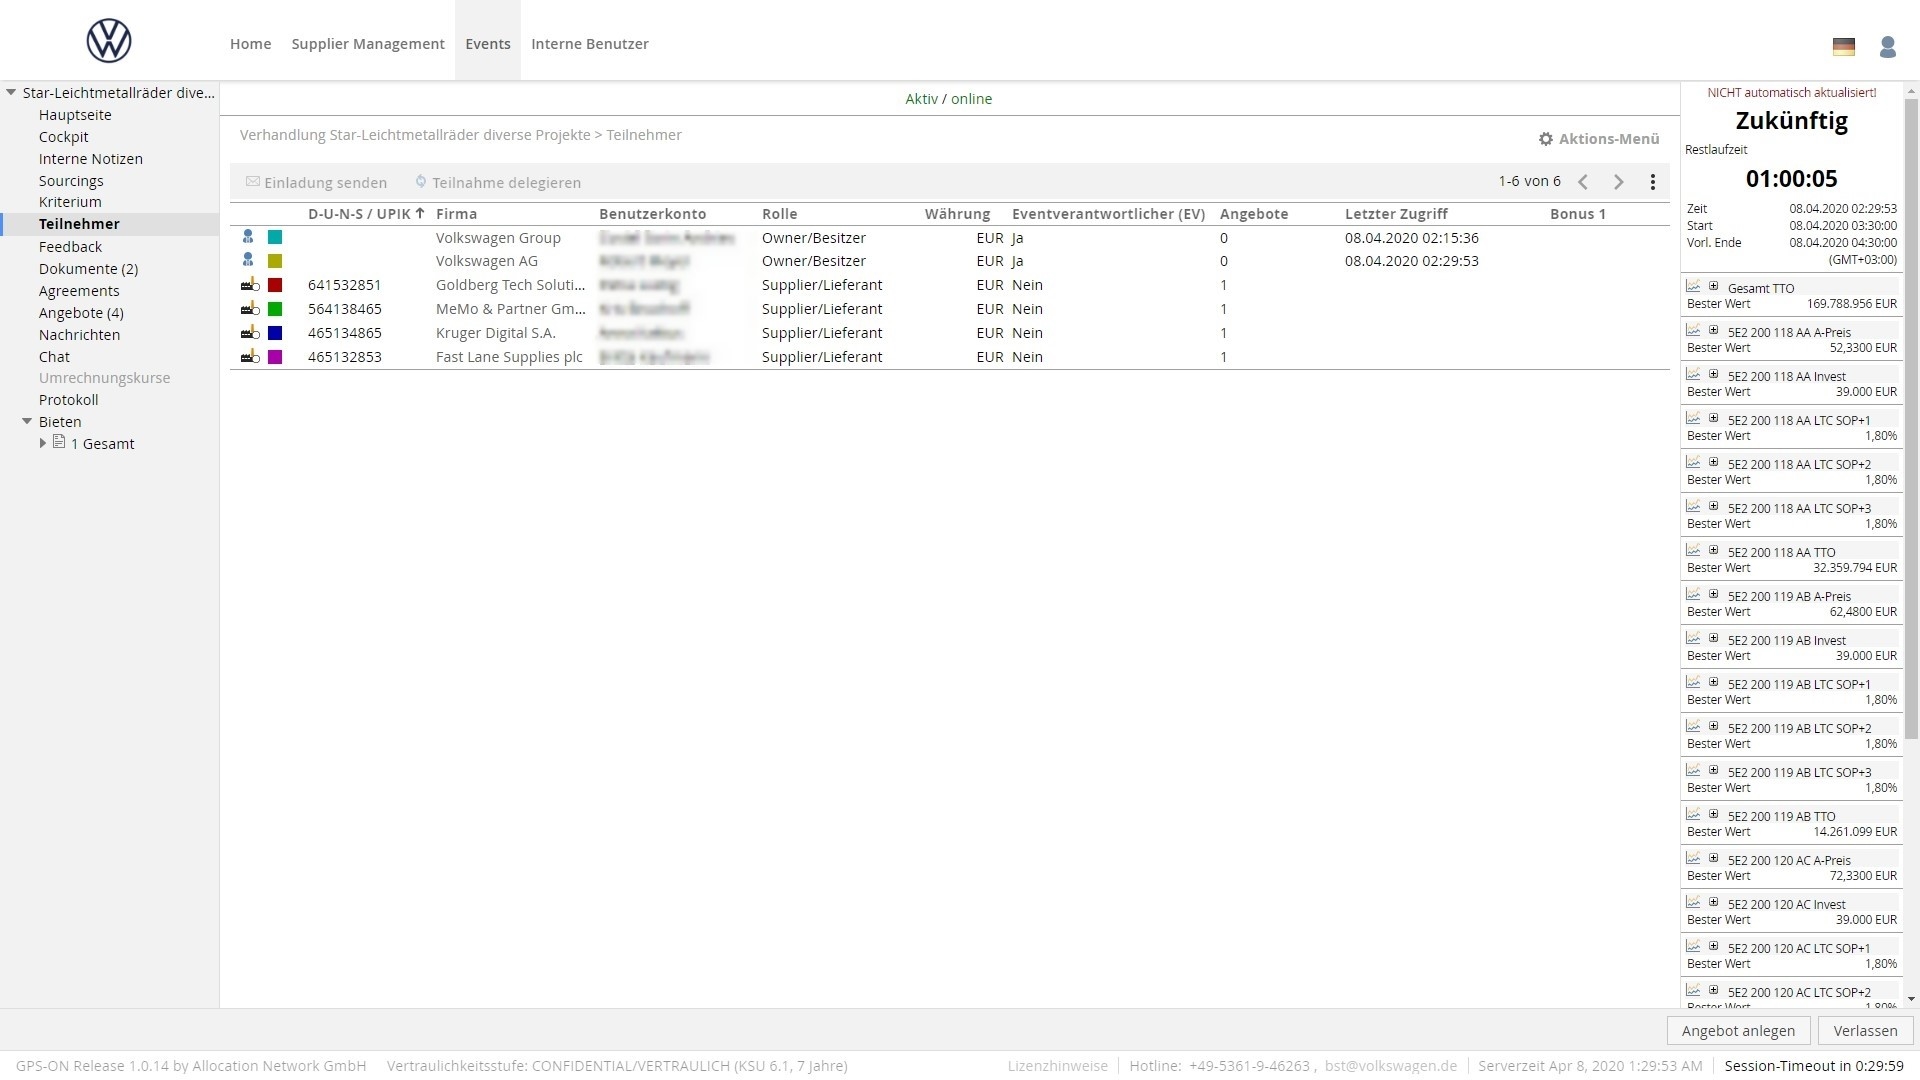 Home Supplier Management Events Interne Benutzer
Star-Leichtmetallräder dive...
Hauptseite
Cockpit
Interne Notizen
Sourcings
Kriterium
Teilnehmer
Feedback
Dokumente (2)
Agreements
Angebote (4)
Nachrichten
Chat
Umrechnungskurse
Protokoll
Bieten
1 Gesamt
Aktiv / online
Verhandlung Star-Leichtmetallräder diverse Projekte > Teilnehmer
Aktions-Menü
Einladung senden Teilnahme delegieren 1-6 von 6
D-U-N-S / UPIK Firma Benutzerkonto Rolle Währung Eventverantwortlicher (EV) Angebote Letzter Zugriff Bonus 1
Volkswagen Group Owner/Besitzer EUR Ja 0 08.04.2020 02:15:36
Volkswagen AG Owner/Besitzer EUR Ja 0 08.04.2020 02:29:53
641532851 Goldberg Tech Soluti... Supplier/Lieferant EUR Nein 1
564138465 MeMo & Partner Gm... Supplier/Lieferant EUR Nein 1
465134865 Kruger Digital S.A. Supplier/Lieferant EUR Nein 1
465132853 Fast Lane Supplies plc Supplier/Lieferant EUR Nein 1
NICHT automatisch aktualisiert!
Zukünftig
Restlaufzeit
01:00:05
Zeit 08.04.2020 02:29:53
Start 08.04.2020 03:30:00
Vorl. Ende 08.04.2020 04:30:00
(GMT+03:00)
Gesamt TTO
Bester Wert 169.788.956 EUR
5E2 200 118 AA A-Preis
Bester Wert 52,3300 EUR
5E2 200 118 AA Invest
Bester Wert 39.000 EUR
5E2 200 118 AA LTC SOP+1
Bester Wert 1,80%
5E2 200 118 AA LTC SOP+2
Bester Wert 1,80%
5E2 200 118 AA LTC SOP+3
Bester Wert 1,80%
5E2 200 118 AA TTO
Bester Wert 32.359.794 EUR
5E2 200 119 AB A-Preis
Bester Wert 62,4800 EUR
5E2 200 119 AB Invest
Bester Wert 39.000 EUR
5E2 200 119 AB LTC SOP+1
Bester Wert 1,80%
5E2 200 119 AB LTC SOP+2
Bester Wert 1,80%
5E2 200 119 AB LTC SOP+3
Bester Wert 1,80%
5E2 200 119 AB TTO
Bester Wert 14.261.099 EUR
5E2 200 120 AC A-Preis
Bester Wert 72,3300 EUR
5E2 200 120 AC Invest
Bester Wert 39.000 EUR
5E2 200 120 AC LTC SOP+1
Bester Wert 1,80%
5E2 200 120 AC LTC SOP+2
Bester Wert 1,80%
Angebot anlegen Verlassen
GPS-ON Release 1.0.14 by Allocation Network GmbH Vertraulichkeitsstufe: CONFIDENTIAL/VERTRAULICH (KSU 6.1, 7 Jahre) Lizenzhinweise Hotline: +49-5361-9-46263 , bst@volkswagen.de Serverzeit Apr 8, 2020 1:29:53 AM Session-Timeout in 0:29:59